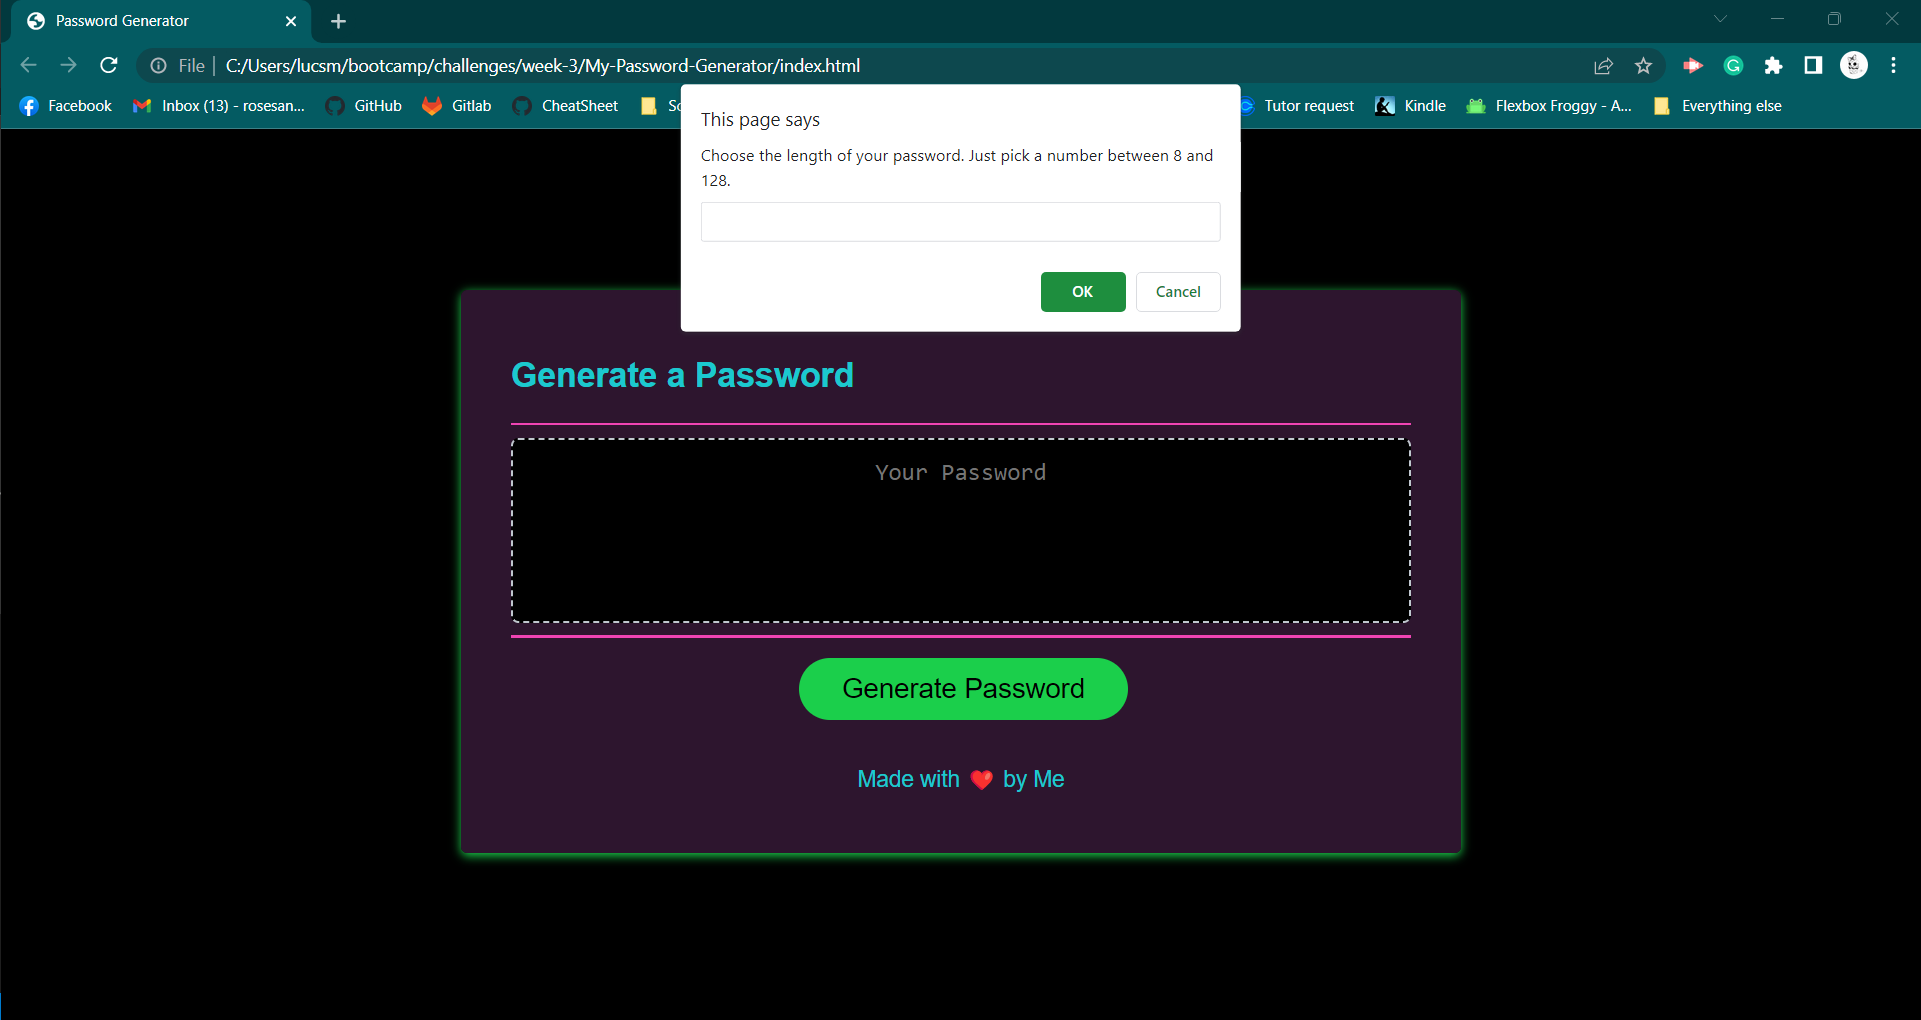 Password Generator
File | C:/Users/lucsm/bootcamp/challenges/week-3/My-Password-Generator/index.html
Facebook Inbox (13) - rosesan... GitHub Gitlab CheatSheet Tutor request Kindle Flexbox Froggy - A... Everything else
This page says
Choose the length of your password. Just pick a number between 8 and
128.
OK Cancel
Generate a Password
Your Password
Generate Password
Made with ❤️ by Me